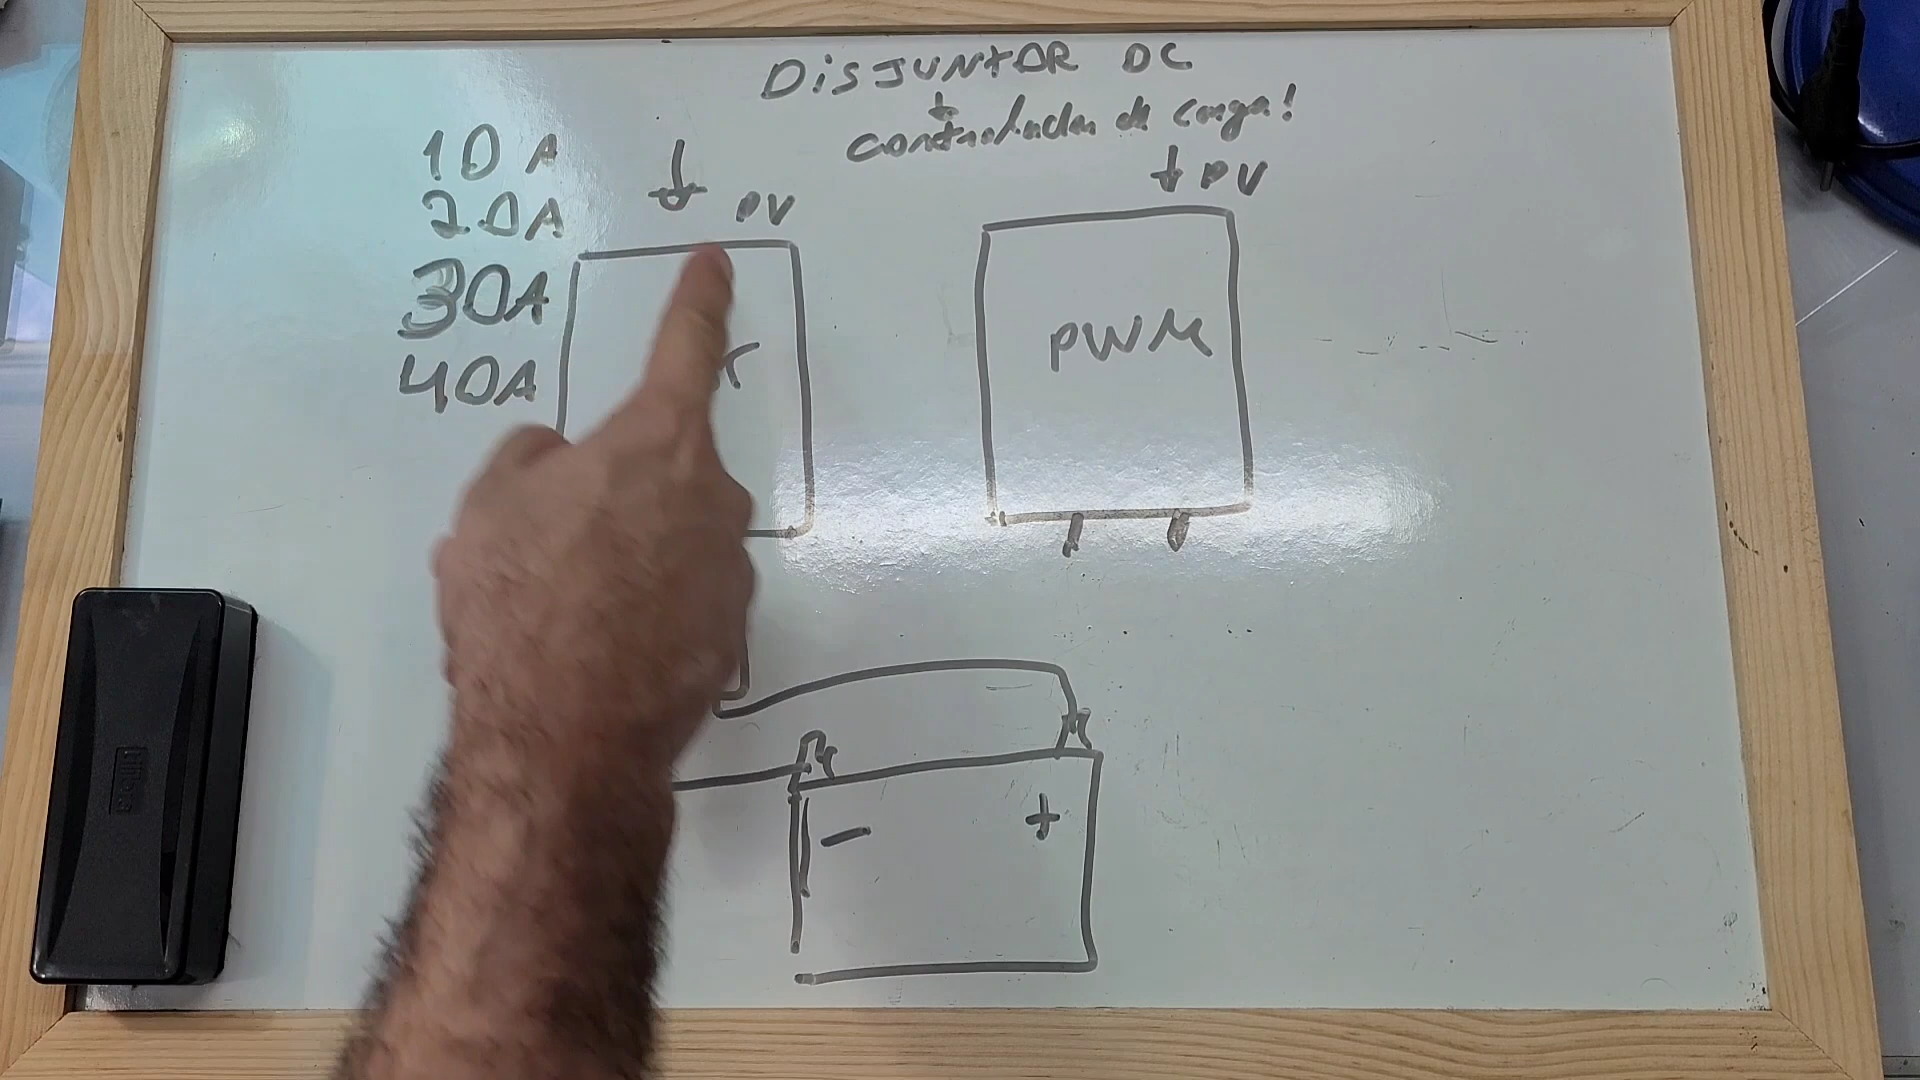 DISJUNTOR DC
+
controlador de carga!
10A
20A
30A
40A
↓ PV
↓ PV
PWM
- +